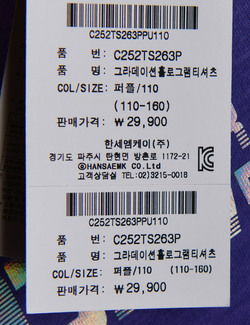 C252TS263PPU110
품 번: C252TS263P
품 명: 그라데이션홀로그램티셔츠
COL/SIZE: 퍼플/110
(110-160)
판매가격: ₩ 29,900
한세엠케이(주)
경기도 파주시 탄현면 방촌로 1172-21
ⓒHANSAEMK CO.Ltd
고객상담실 TEL:02)3215-0018
C252TS263PPU110
품 번: C252TS263P
품 명: 그라데이션홀로그램티셔츠
COL/SIZE: 퍼플/110 (110-160)
판매가격: ₩ 29,900